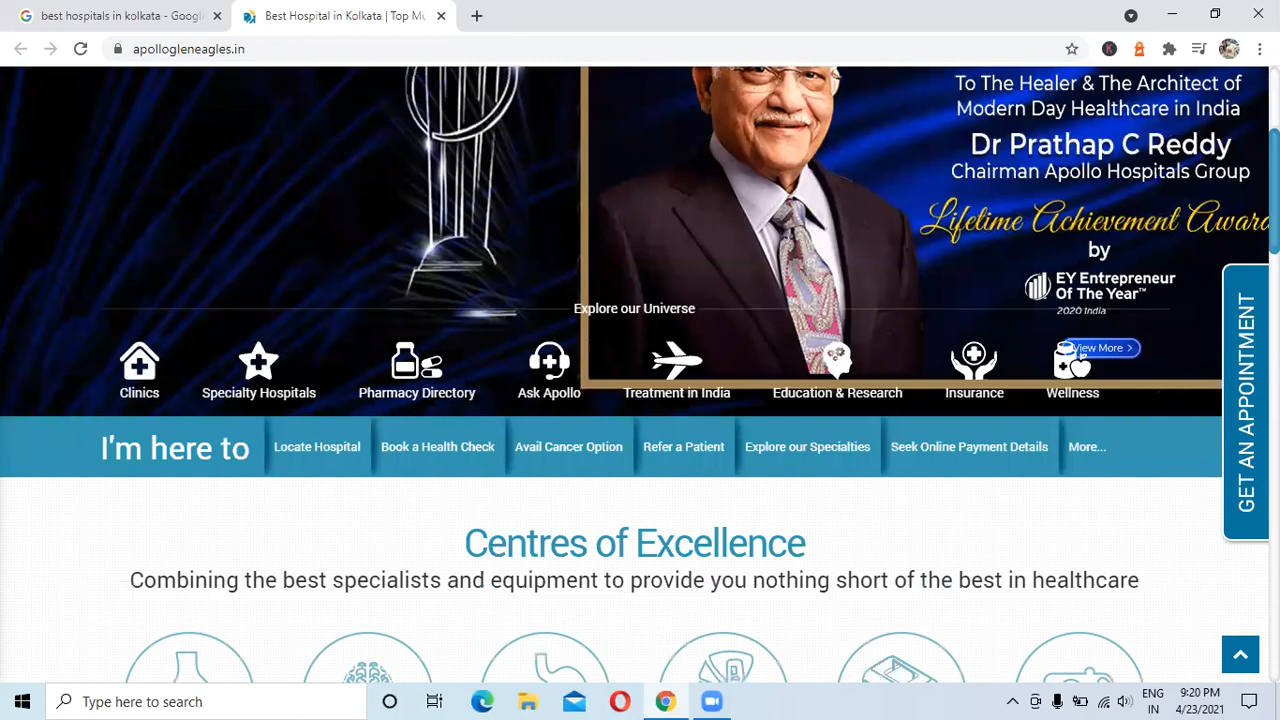 best hospitals in kolkata - Googl
Best Hospital in Kolkata | Top Mu
apollogleneagles.in
To The Healer & The Architect of
Modern Day Healthcare in India
Dr Prathap C Reddy
Chairman Apollo Hospitals Group
Lifetime Achievement Award
by
EY Entrepreneur
Of The Year™
2020 India
View More >
Explore our Universe
Clinics
Specialty Hospitals
Pharmacy Directory
Ask Apollo
Treatment in India
Education & Research
Insurance
Wellness
GET AN APPOINTMENT
I'm here to
Locate Hospital
Book a Health Check
Avail Cancer Option
Refer a Patient
Explore our Specialties
Seek Online Payment Details
More...
Centres of Excellence
Combining the best specialists and equipment to provide you nothing short of the best in healthcare
Type here to search
ENG
IN
9:20 PM
4/23/2021